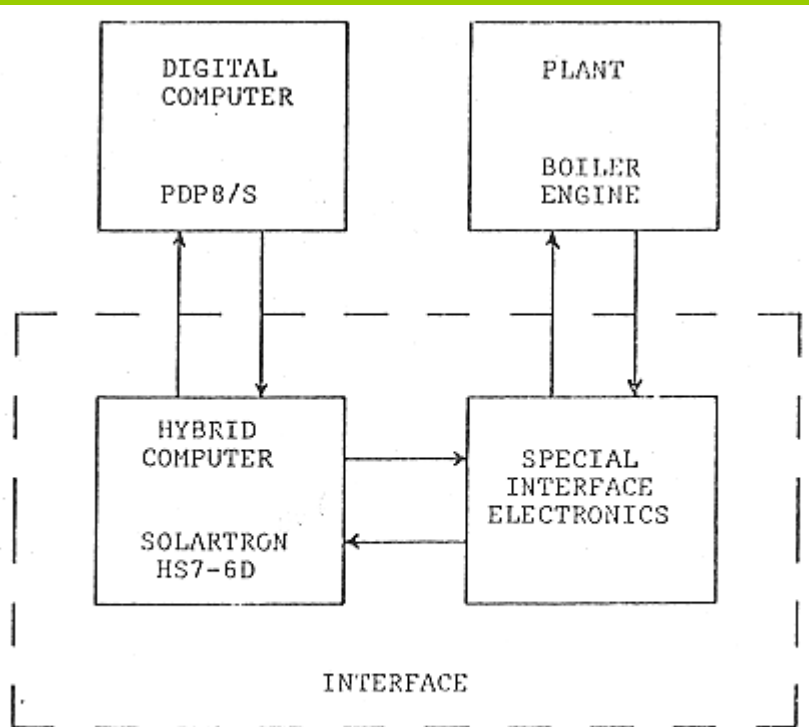 DIGITAL
COMPUTER
PDP8/S
PLANT
BOILER
ENGINE
HYBRID
COMPUTER
SOLARTRON
HS7-6D
SPECIAL
INTERFACE
ELECTRONICS
INTERFACE